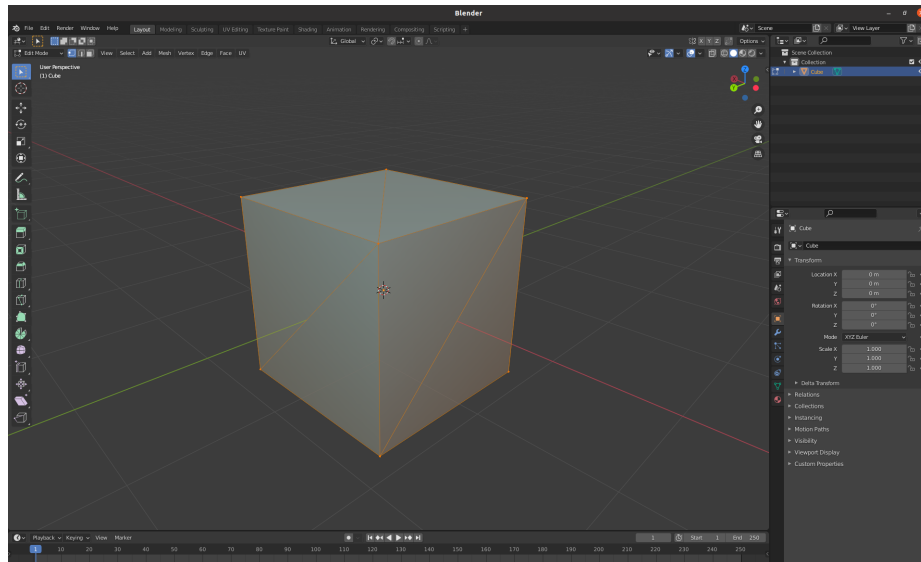 Blender
File Edit Render Window Help Layout Modeling Sculpting UV Editing Texture Paint Shading Animation Rendering Compositing Scripting + Scene View Layer
Global X Y Z Options
Edit Mode View Select Add Mesh Vertex Edge Face UV
User Perspective
(1) Cube
Scene Collection
Collection
Cube
Cube
Cube
Transform
Location X 0 m
Y 0 m
Z 0 m
Rotation X 0°
Y 0°
Z 0°
Mode XYZ Euler
Scale X 1.000
Y 1.000
Z 1.000
Delta Transform
Relations
Collections
Instancing
Motion Paths
Visibility
Viewport Display
Custom Properties
Playback Keying View Marker 1 Start 1 End 250
1 10 20 30 40 50 60 70 80 90 100 110 120 130 140 150 160 170 180 190 200 210 220 230 240 250